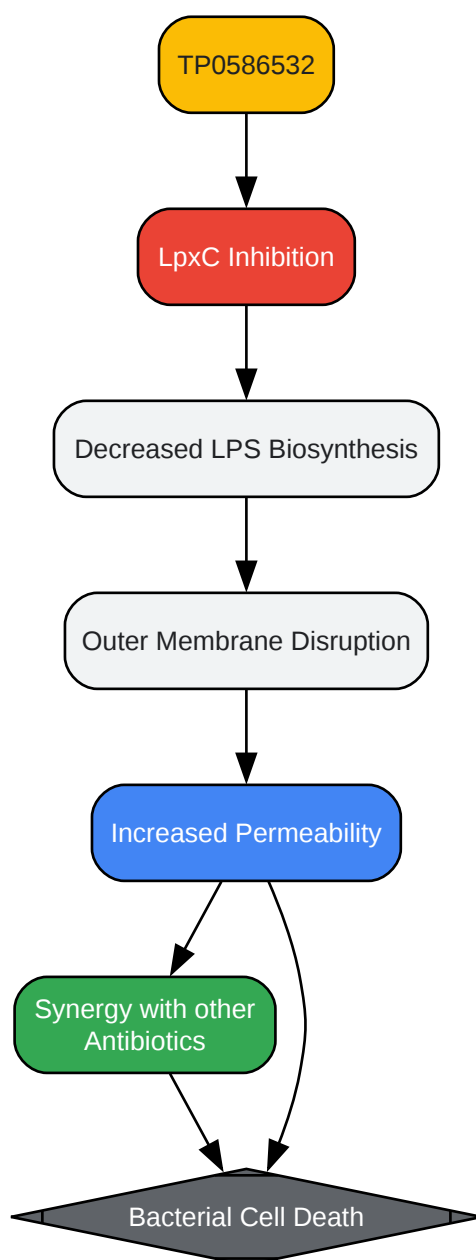 TP0586532
LpxC Inhibition
Decreased LPS Biosynthesis
Outer Membrane Disruption
Increased Permeability
Synergy with other
Antibiotics
Bacterial Cell Death